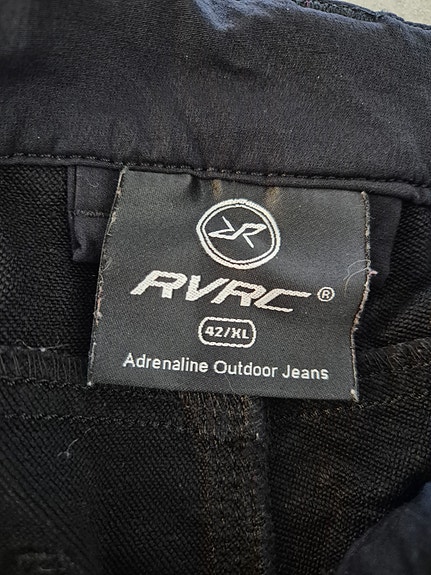 RVRC®
42/XL
Adrenaline Outdoor Jeans